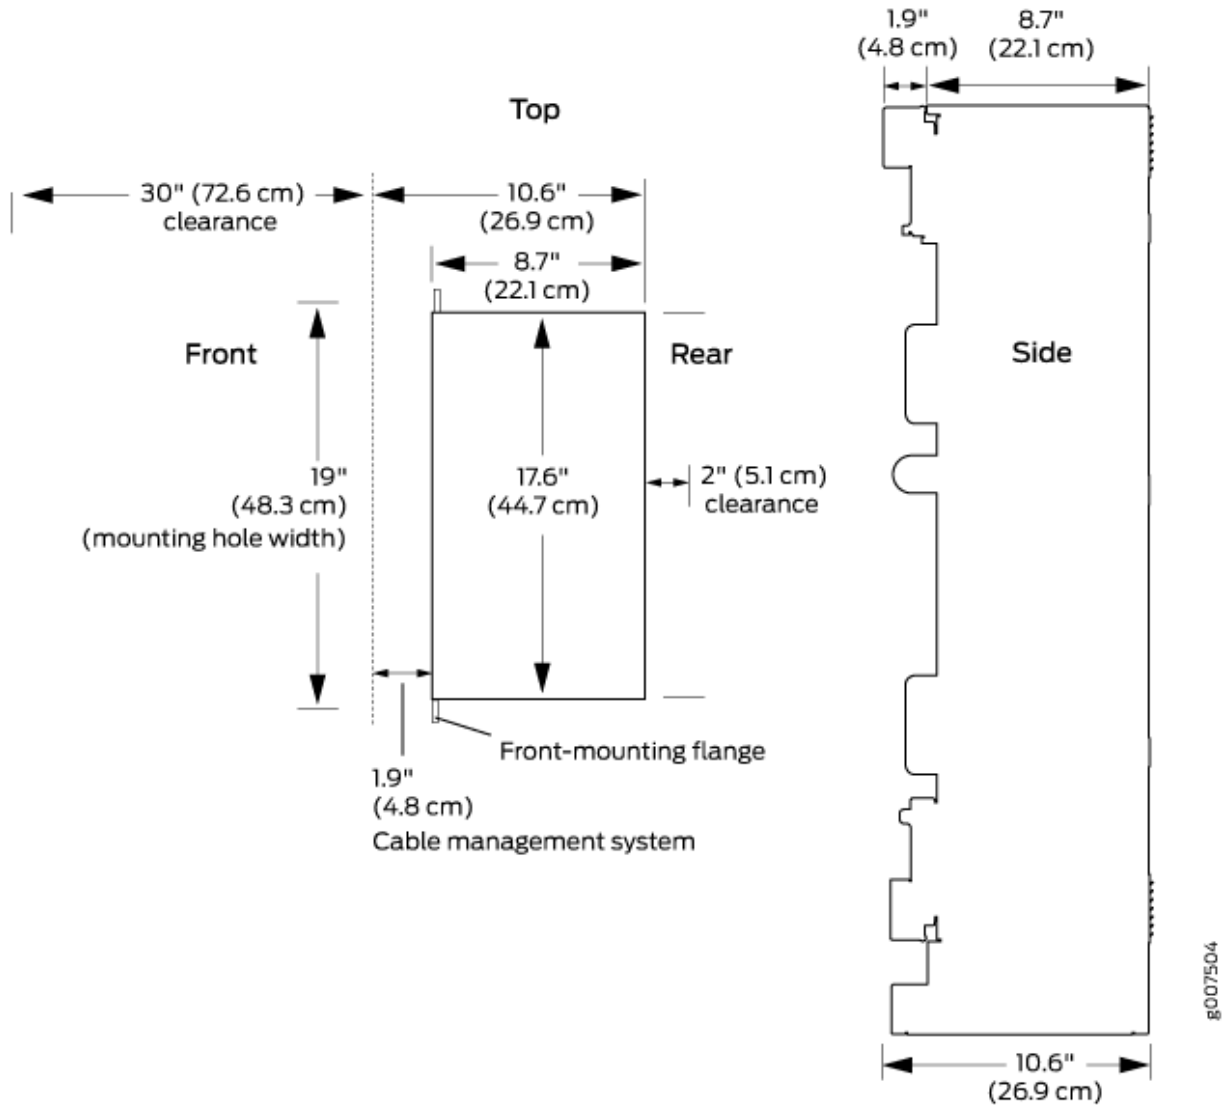 1.9"
(4.8 cm)
8.7"
(22.1 cm)
Top
30" (72.6 cm)
clearance
10.6"
(26.9 cm)
8.7"
(22.1 cm)
Front
Rear
Side
19"
(48.3 cm)
(mounting hole width)
17.6"
(44.7 cm)
2" (5.1 cm)
clearance
Front-mounting flange
1.9"
(4.8 cm)
Cable management system
10.6"
(26.9 cm)
g007504